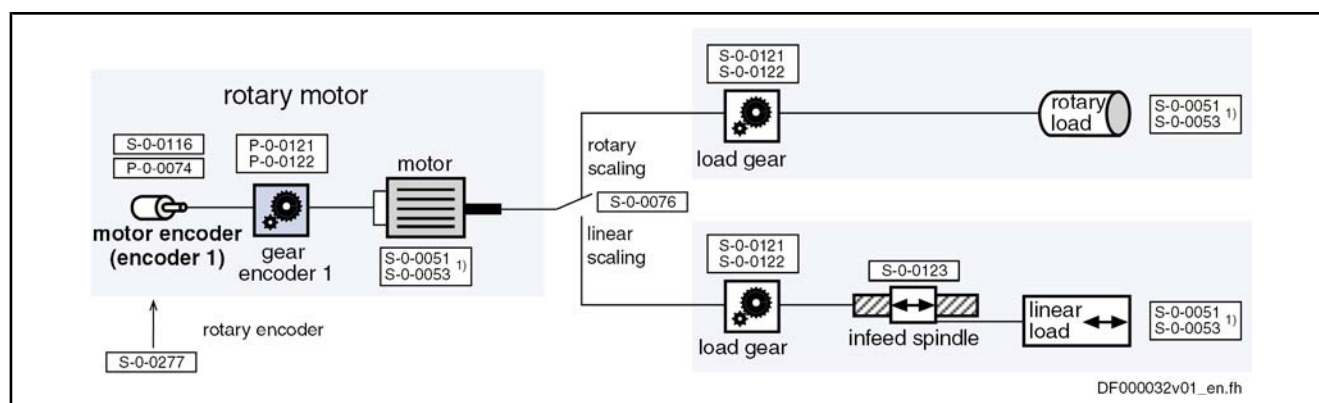 rotary motor
S-0-0116
P-0-0074
motor encoder
(encoder 1)
P-0-0121
P-0-0122
gear
encoder 1
motor
S-0-0051
S-0-0053 1)
rotary encoder
S-0-0277
rotary
scaling
S-0-0076
linear
scaling
S-0-0121
S-0-0122
load gear
rotary
load
S-0-0051
S-0-0053 1)
S-0-0121
S-0-0122
load gear
S-0-0123
infeed spindle
linear
load
S-0-0051
S-0-0053 1)
DF000032v01_en.fh